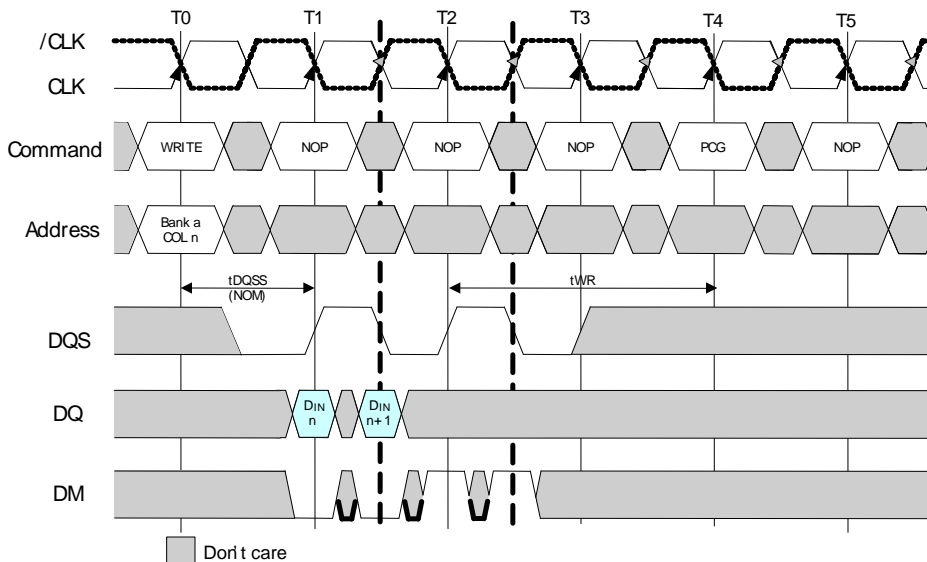 T0 T1 T2 T3 T4 T5
/CLK
CLK
Command WRITE NOP NOP NOP PCG NOP
Address Bank a
COL n
tDQSS
(NOM)
tWR
DQS
DQ DIN
n
DIN
n+1
DM
Don't care